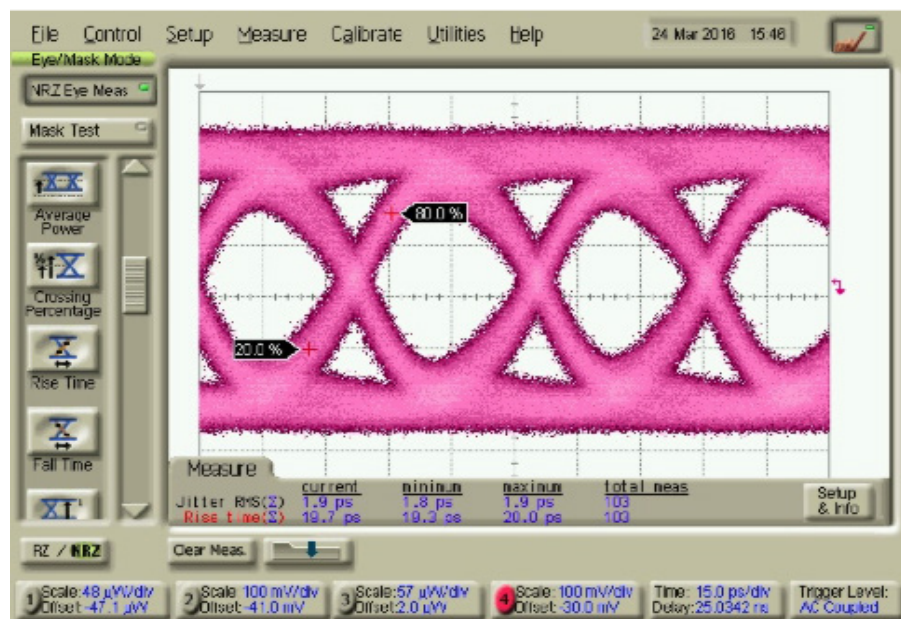 File Control Setup Measure Calibrate Utilities Help 24 Mar 2016 15:46
Eye/Mask Mode
NRZ Eye Meas
Mask Test
Average
Power
Crossing
Percentage
Rise Time
Fall Time
80.0 %
20.0 %
Measure
current minimum maximum total meas
Jitter RMS(Σ) 1.9 ps 1.8 ps 1.9 ps 103
Rise time(Σ) 19.7 ps 19.3 ps 20.0 ps 103
Setup
& Info
RZ / NRZ Clear Meas.
1 Scale:48 µW/div
Offset:-47.1 µW
2 Scale 100 mV/div
Offset:-41.0 mV
3 Scale:57 µW/div
Offset:2.0 µW
4 Scale: 100 mV/div
Offset:-30.0 mV
Time: 15.0 ps/div
Delay:25.0342 ns
Trigger Level:
AC Coupled